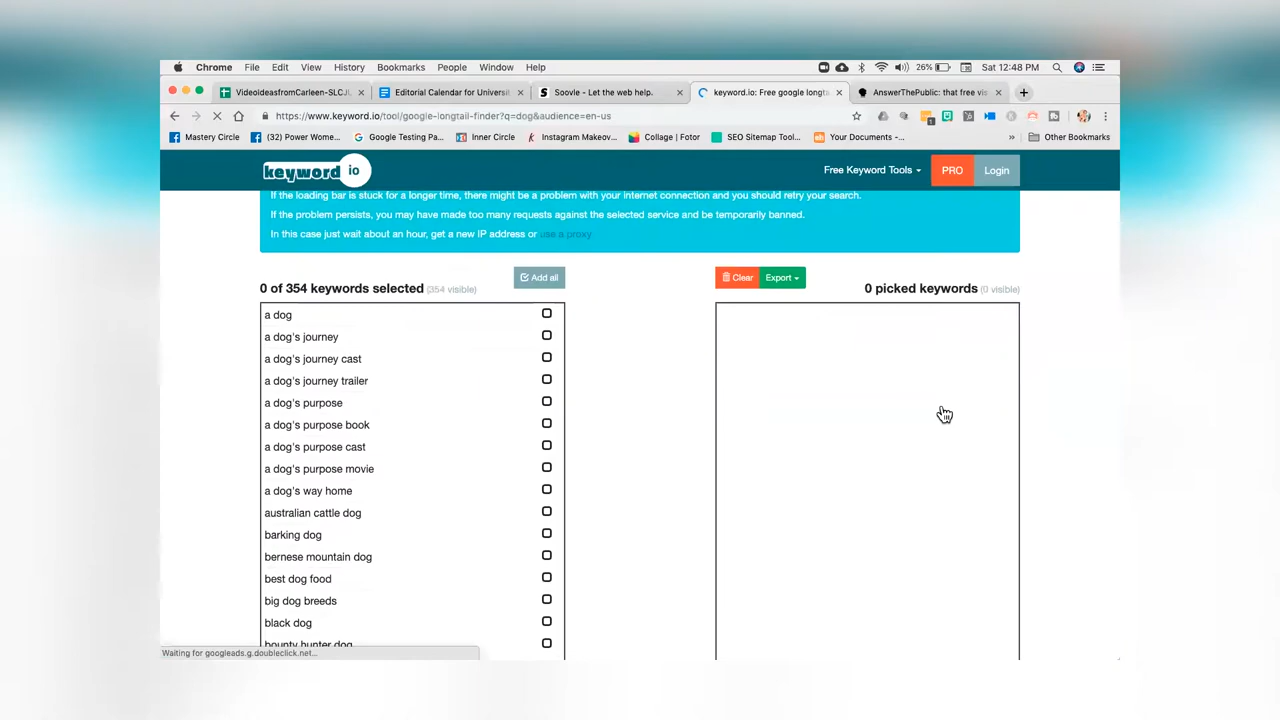 Chrome File Edit View History Bookmarks People Window Help 26% Sat 12:48 PM
VideoIdeasfromCarleen-SLCJU Editorial Calendar for Universit Soovle - Let the web help. keyword.io: Free google longta AnswerThePublic: that free vis
https://www.keyword.io/tool/google-longtail-finder?q=dog&audience=en-us
Mastery Circle (32) Power Wome... Google Testing Pa... Inner Circle Instagram Makeov... Collage | Fotor SEO Sitemap Tool... Your Documents -... » Other Bookmarks
keyword io Free Keyword Tools PRO Login
If the loading bar is stuck for a longer time, there might be a problem with your internet connection and you should retry your search.
If the problem persists, you may have made too many requests against the selected service and be temporarily banned.
In this case just wait about an hour, get a new IP address or use a proxy
0 of 354 keywords selected (354 visible) Add all Clear Export 0 picked keywords (0 visible)
a dog
a dog's journey
a dog's journey cast
a dog's journey trailer
a dog's purpose
a dog's purpose book
a dog's purpose cast
a dog's purpose movie
a dog's way home
australian cattle dog
barking dog
bernese mountain dog
best dog food
big dog breeds
black dog
bounty hunter dog
Waiting for googleads.g.doubleclick.net...